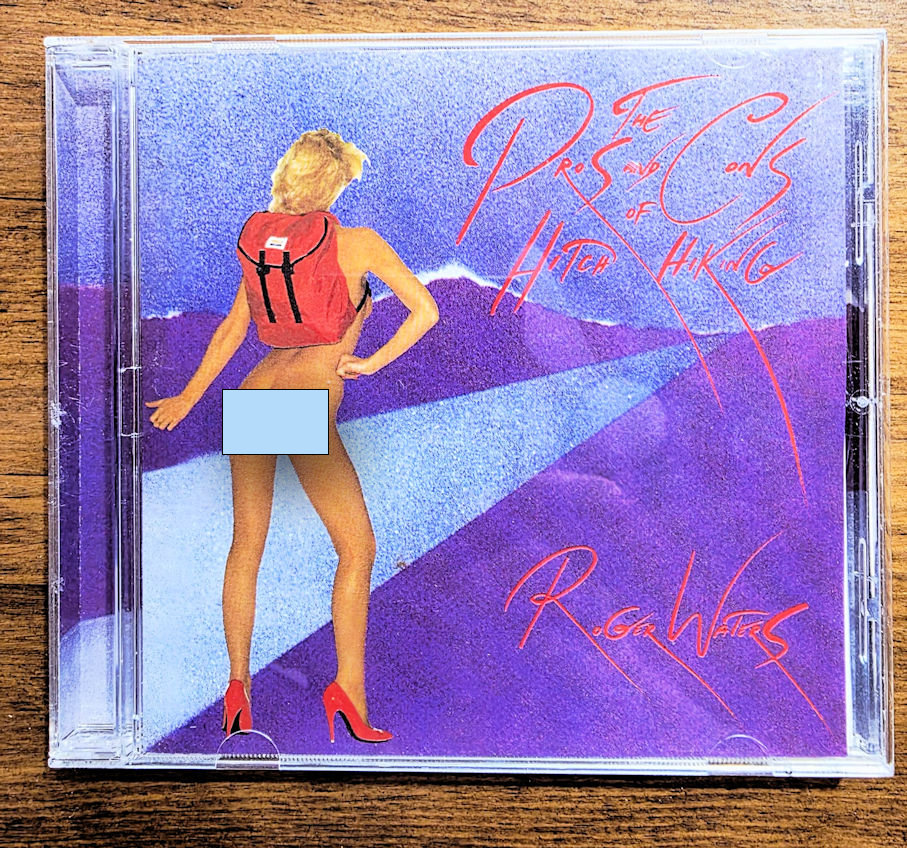 The
Pros and Cons
of
Hitch Hiking
Roger Waters